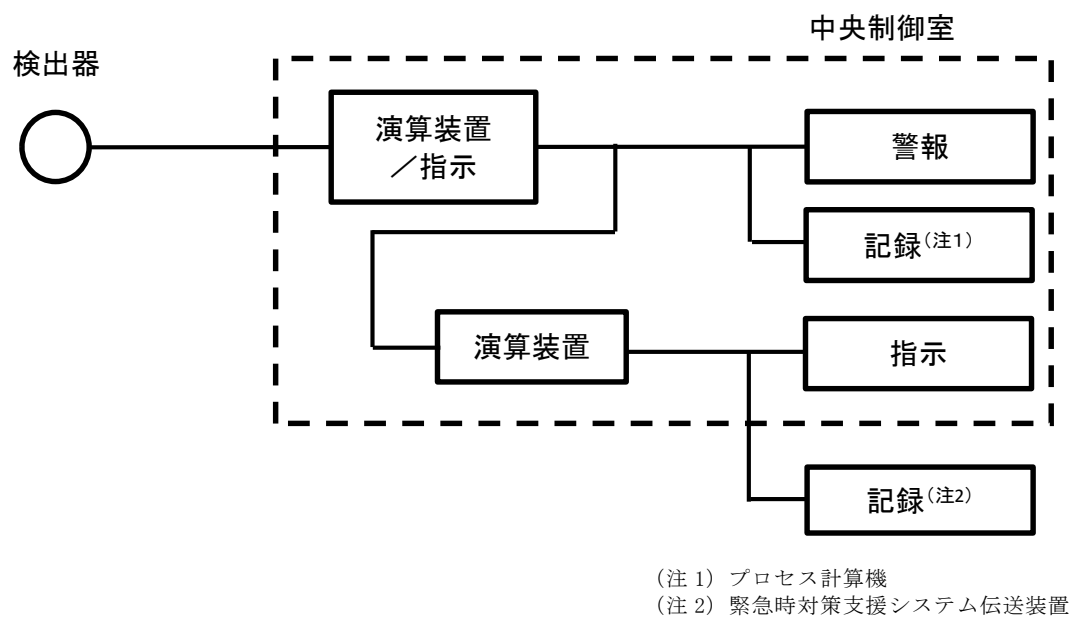 中央制御室
検出器
演算装置
／指示
警報
記録(注1)
演算装置
指示
記録(注2)
（注 1）プロセス計算機
（注 2）緊急時対策支援システム伝送装置